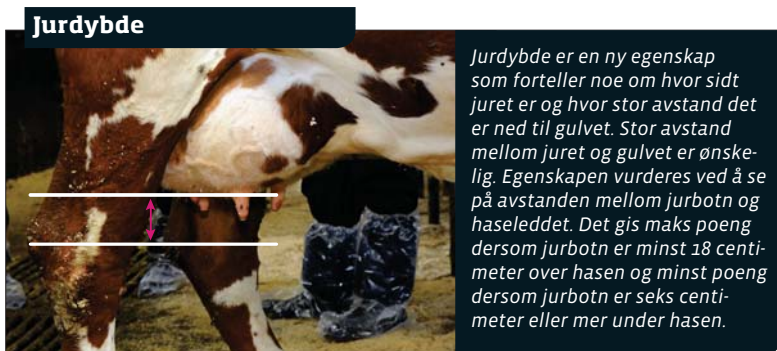 Jurdybde
Jurdybde er en ny egenskap
som forteller noe om hvor sidt
juret er og hvor stor avstand det
er ned til gulvet. Stor avstand
mellom juret og gulvet er ønske-
lig. Egenskapen vurderes ved å se
på avstanden mellom jurbotn og
haseleddet. Det gis maks poeng
dersom jurbotn er minst 18 centi-
meter over hasen og minst poeng
dersom jurbotn er seks centi-
meter eller mer under hasen.